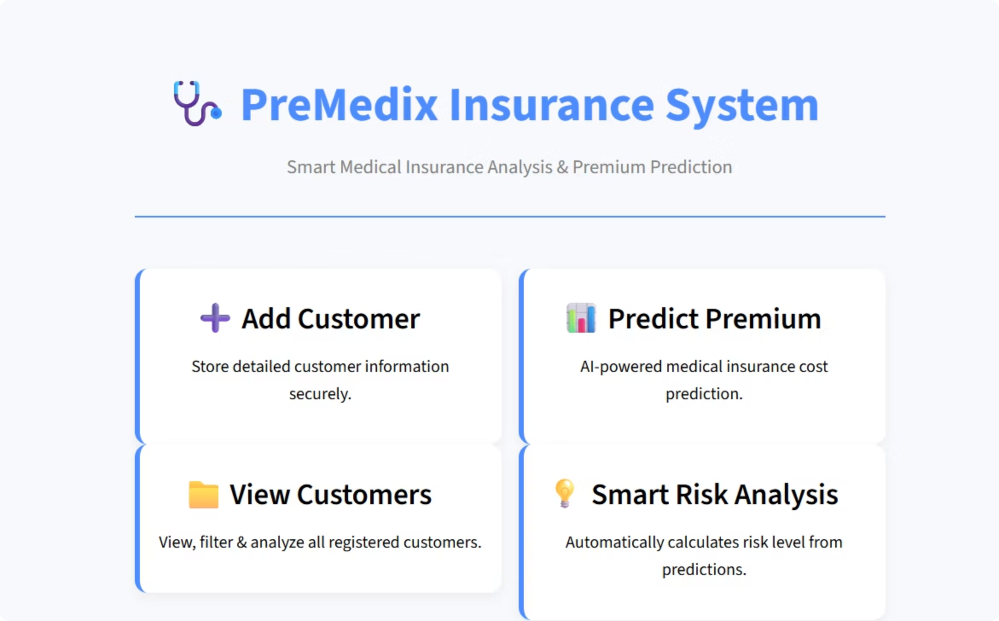 PreMedix Insurance System
Smart Medical Insurance Analysis & Premium Prediction
Add Customer
Store detailed customer information
securely.
Predict Premium
AI-powered medical insurance cost
prediction.
View Customers
View, filter & analyze all registered customers.
Smart Risk Analysis
Automatically calculates risk level from
predictions.